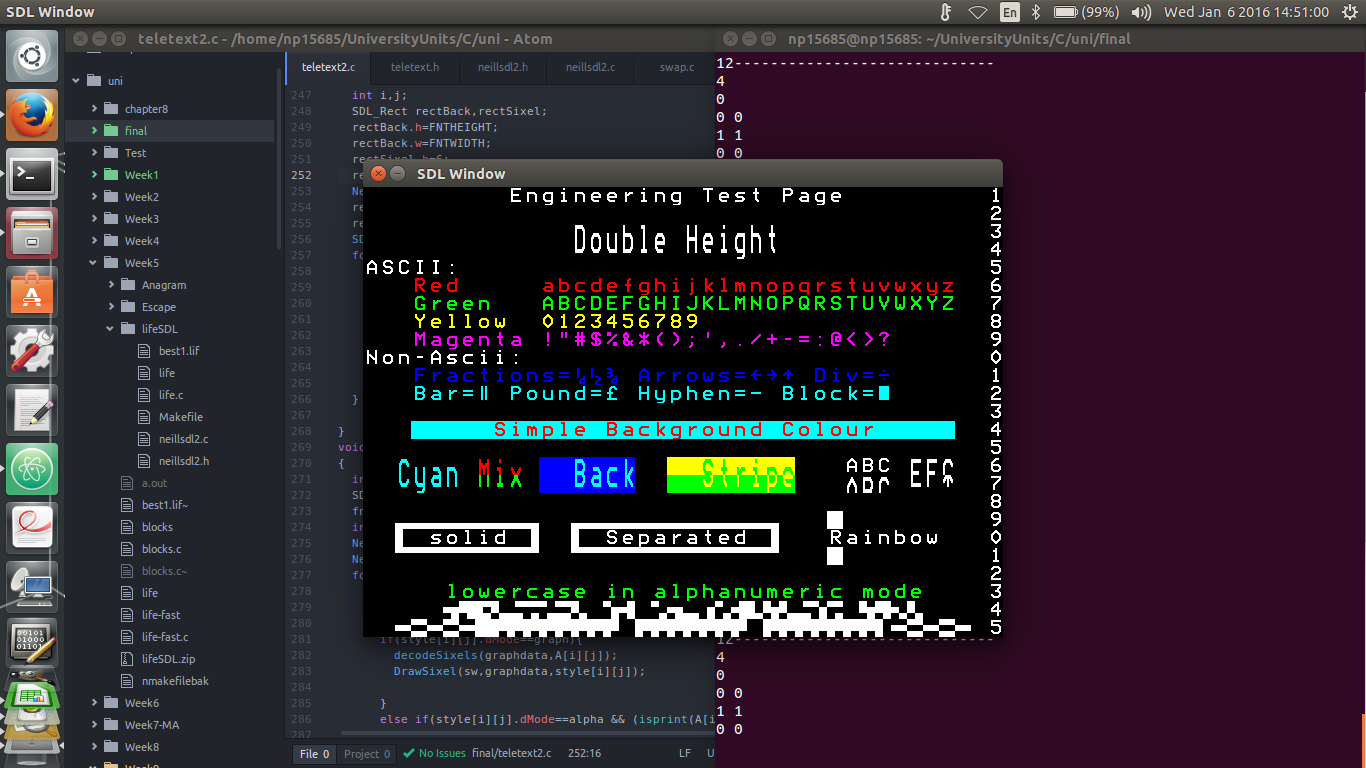 SDL Window
En
(99%)
Wed Jan 6 2016 14:51:00
teletext2.c - /home/np15685/UniversityUnits/C/uni - Atom
uni
chapter8
final
Test
Week1
Week2
Week3
Week4
Week5
Anagram
Escape
lifeSDL
best1.lif
life
life.c
Makefile
neillsdl2.c
neillsdl2.h
a.out
best1.lif~
blocks
blocks.c
blocks.c~
life
life-fast
life-fast.c
lifeSDL.zip
nmakefilebak
Week6
Week7-MA
Week8
teletext2.c
teletext.h
neillsdl2.h
neillsdl2.c
swap.c
247 int i,j;
248 SDL_Rect rectBack,rectSixel;
249 rectBack.h=FNTHEIGHT;
250 rectBack.w=FNTWIDTH;
251 rectSixel.h=6;
252 re
253 Ne
254 re
255 re
256 SD
257 fo
258
259
260
261
262
263
264
265
266 }
267
268 }
269 void
270 {
271 in
272 SD
273 fr
274 in
275 Ne
276 Ne
277 fo
278
279
280
281 if(style[i][j].dMode==graph){
282 decodeSixels(graphdata,A[i][j]);
283 DrawSixel(sw,graphdata,style[i][j]);
284
285 }
286 else if(style[i][j].dMode==alpha && (isprint(A[i
287
File 0
Project 0
No Issues
final/teletext2.c
252:16
LF
U
np15685@np15685: ~/UniversityUnits/C/uni/final
12----------------------------
4
0
0 0
1 1
0 0
SDL Window
Engineering Test Page 1
2
Double Height 3
4
ASCII: 5
Red abcdefghijklmnopqrstuvwxyz 6
Green ABCDEFGHIJKLMNOPQRSTUVWXYZ 7
Yellow 0123456789 8
Magenta !"#$%&*();',./+-=:@<>? 9
Non-Ascii: 0
Fractions=¼½¾ Arrows=←→↑ Div=÷ 1
Bar=‖ Pound=£ Hyphen=- Block=■ 2
3
Simple Background Colour 4
5
Cyan Mix Back Stripe ABC 6
7
8
9
solid Separated Rainbow 0
1
2
lowercase in alphanumeric mode 3
4
5
12----------------------------
4
0
0 0
1 1
0 0